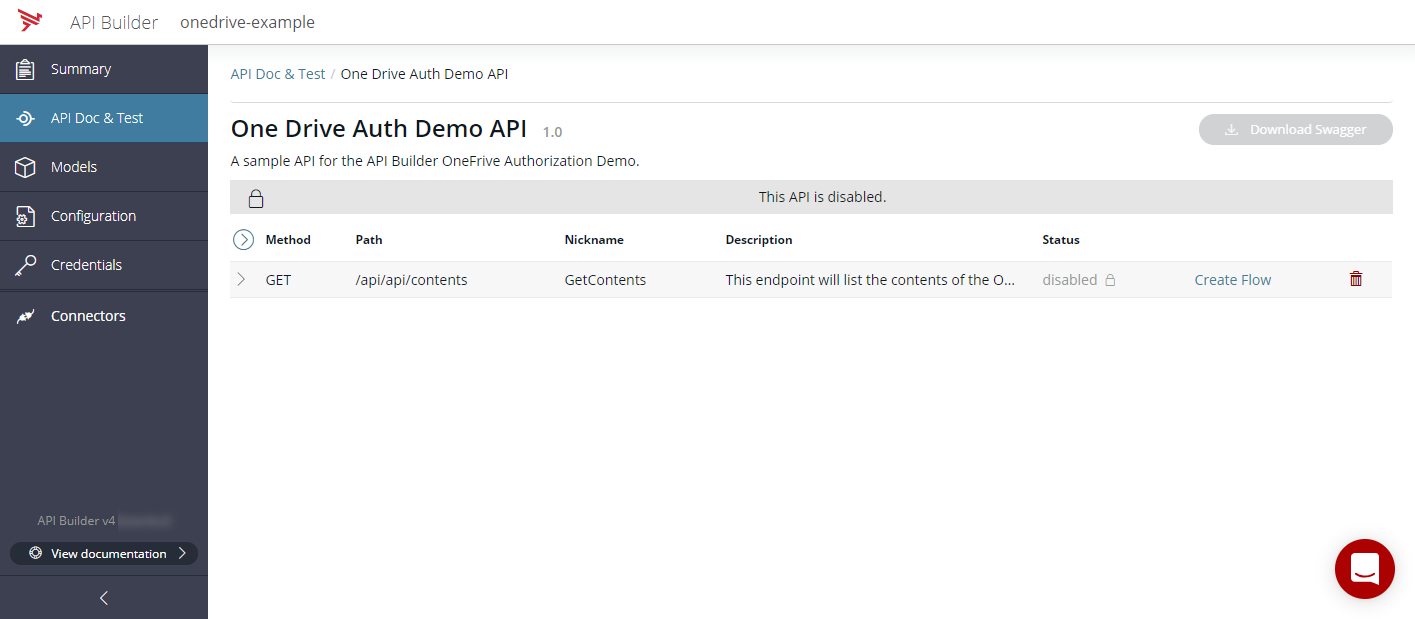 API Builder onedrive-example
Summary
API Doc & Test
Models
Configuration
Credentials
Connectors
API Builder v4
View documentation
API Doc & Test / One Drive Auth Demo API
One Drive Auth Demo API 1.0
Download Swagger
A sample API for the API Builder OneFrive Authorization Demo.
This API is disabled.
Method Path Nickname Description Status
GET /api/api/contents GetContents This endpoint will list the contents of the O... disabled Create Flow